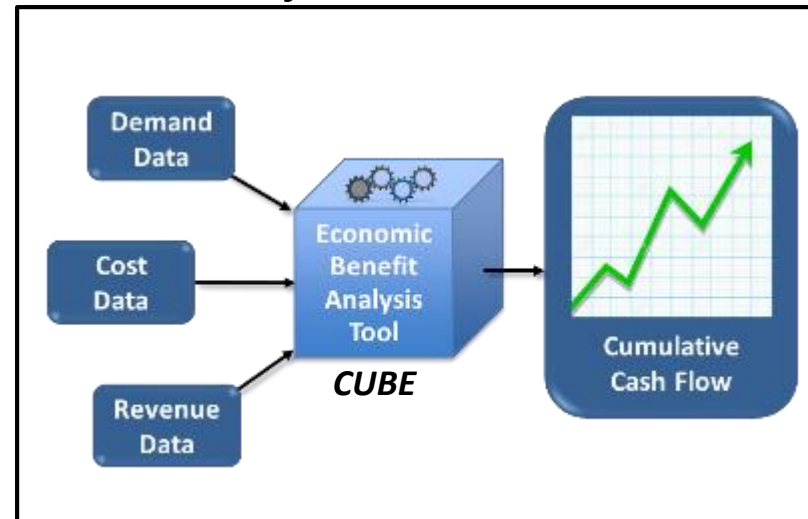 Demand
Data
Cost
Data
Revenue
Data
Economic
Benefit
Analysis
Tool
CUBE
Cumulative
Cash Flow